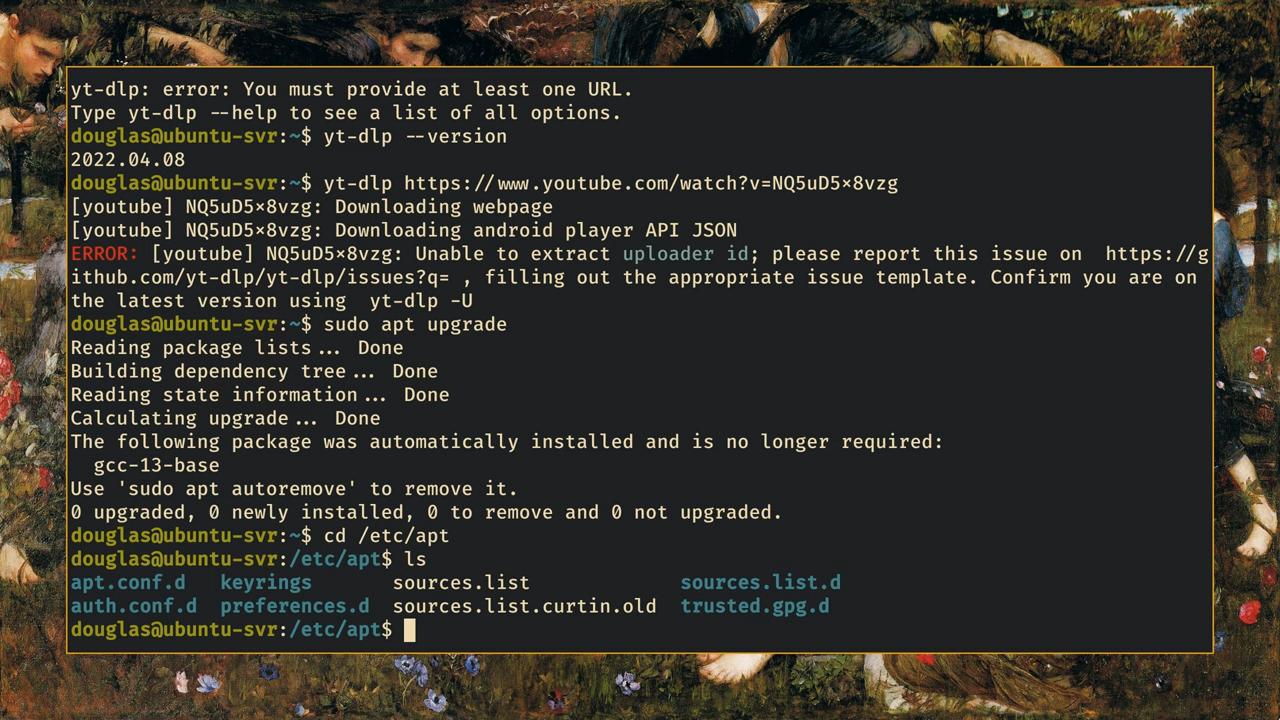 yt-dlp: error: You must provide at least one URL.
Type yt-dlp --help to see a list of all options.
douglas@ubuntu-svr:~$ yt-dlp --version
2022.04.08
douglas@ubuntu-svr:~$ yt-dlp https://www.youtube.com/watch?v=NQ5uD5x8vzg
[youtube] NQ5uD5x8vzg: Downloading webpage
[youtube] NQ5uD5x8vzg: Downloading android player API JSON
ERROR: [youtube] NQ5uD5x8vzg: Unable to extract uploader id; please report this issue on  https://g
ithub.com/yt-dlp/yt-dlp/issues?q= , filling out the appropriate issue template. Confirm you are on
the latest version using  yt-dlp -U
douglas@ubuntu-svr:~$ sudo apt upgrade
Reading package lists... Done
Building dependency tree... Done
Reading state information... Done
Calculating upgrade... Done
The following package was automatically installed and is no longer required:
  gcc-13-base
Use 'sudo apt autoremove' to remove it.
0 upgraded, 0 newly installed, 0 to remove and 0 not upgraded.
douglas@ubuntu-svr:~$ cd /etc/apt
douglas@ubuntu-svr:/etc/apt$ ls
apt.conf.d   keyrings       sources.list             sources.list.d
auth.conf.d  preferences.d  sources.list.curtin.old  trusted.gpg.d
douglas@ubuntu-svr:/etc/apt$